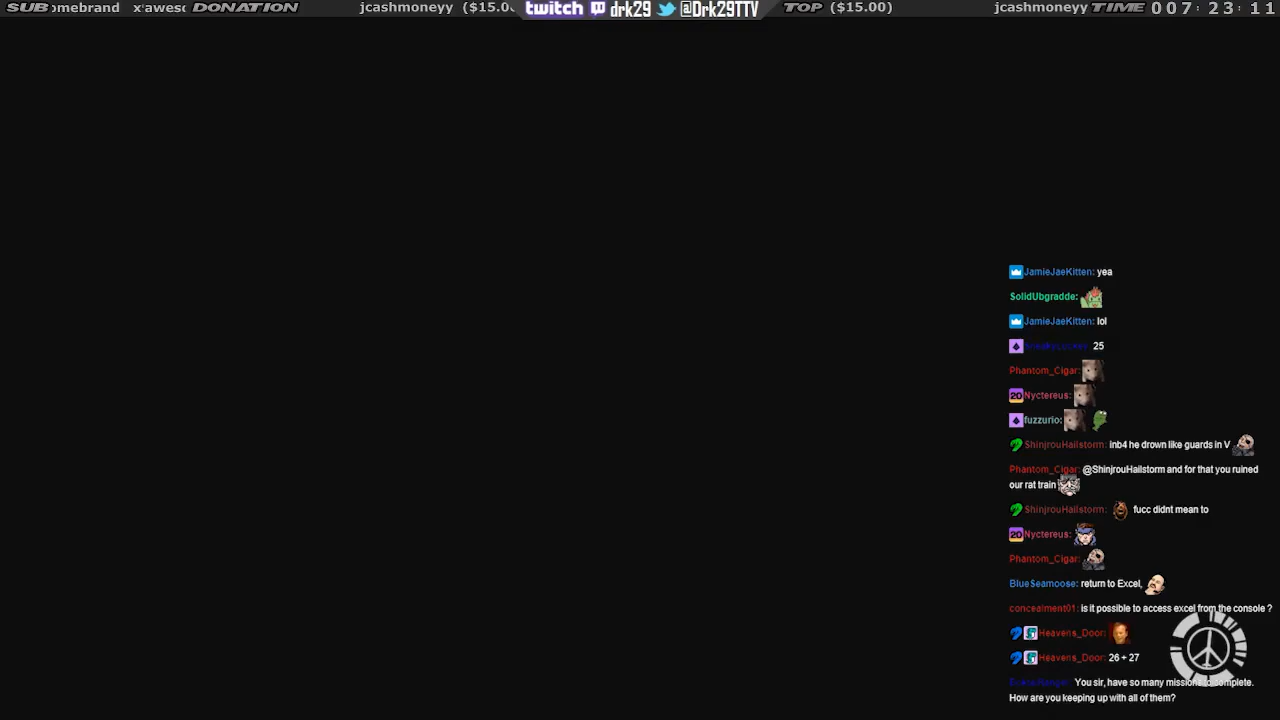 SUB omebrand x'awesc DONATION jcashmoneyy ($15.0 twitch drk29 @Drk29TTV TOP ($15.00) jcashmoneyy TIME 007:23:11
JamieJaeKitten: yea
SolidUbgradde:
JamieJaeKitten: lol
25
Phantom_Cigar:
20 Nyctereus:
fuzzurio:
ShinjrouHailstorm: inb4 he drown like guards in V
Phantom_Cigar: @ShinjrouHailstorm and for that you ruined
our rat train
ShinjrouHailstorm: fucc didnt mean to
20 Nyctereus:
Phantom_Cigar:
BlueSeamoose: return to Excel,
concealment01: is it possible to access excel from the console ?
Heavens_Door:
Heavens_Door: 26 + 27
You sir, have so many missions to complete.
How are you keeping up with all of them?